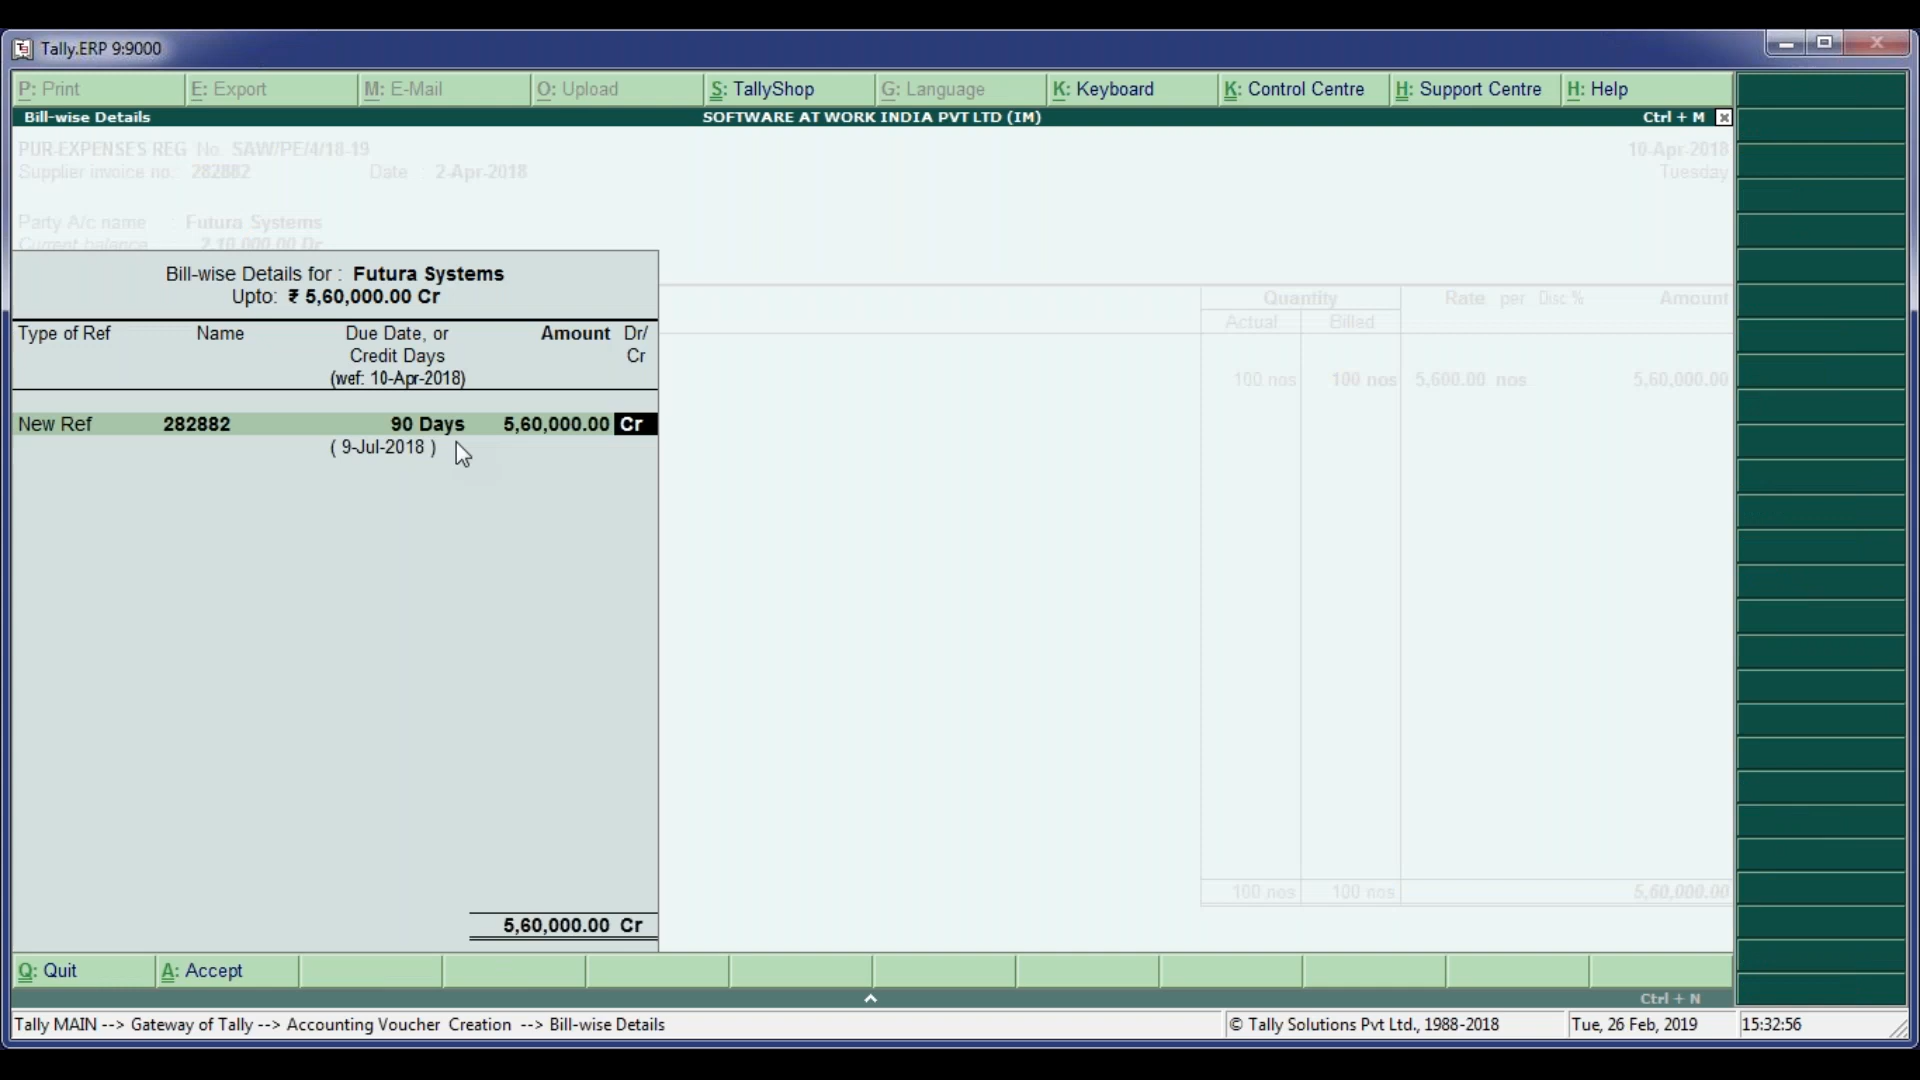 Tally.ERP 9:9000
P: Print E: Export M: E-Mail O: Upload S: TallyShop G: Language K: Keyboard K: Control Centre H: Support Centre H: Help
Bill-wise Details SOFTWARE AT WORK INDIA PVT LTD (IM) Ctrl + M
PUR-EXPENSES REG No. SAW/PE/4/18-19 10-Apr-2018
Supplier invoice no.: 282882 Date : 2-Apr-2018 Tuesday
Party A/c name : Futura Systems
Current balance : 2,10,000.00 Dr
Bill-wise Details for : Futura Systems
Upto: ₹ 5,60,000.00 Cr
Quantity Rate per Disc % Amount
Actual Billed
Type of Ref Name Due Date, or Amount Dr/
Credit Days Cr
(wef: 10-Apr-2018)
100 nos 100 nos 5,600.00 nos 5,60,000.00
New Ref 282882 90 Days 5,60,000.00 Cr
( 9-Jul-2018 )
100 nos 100 nos 5,60,000.00
5,60,000.00 Cr
Q: Quit A: Accept
Ctrl + N
Tally MAIN --> Gateway of Tally --> Accounting Voucher Creation --> Bill-wise Details © Tally Solutions Pvt Ltd., 1988-2018 Tue, 26 Feb, 2019 15:32:56